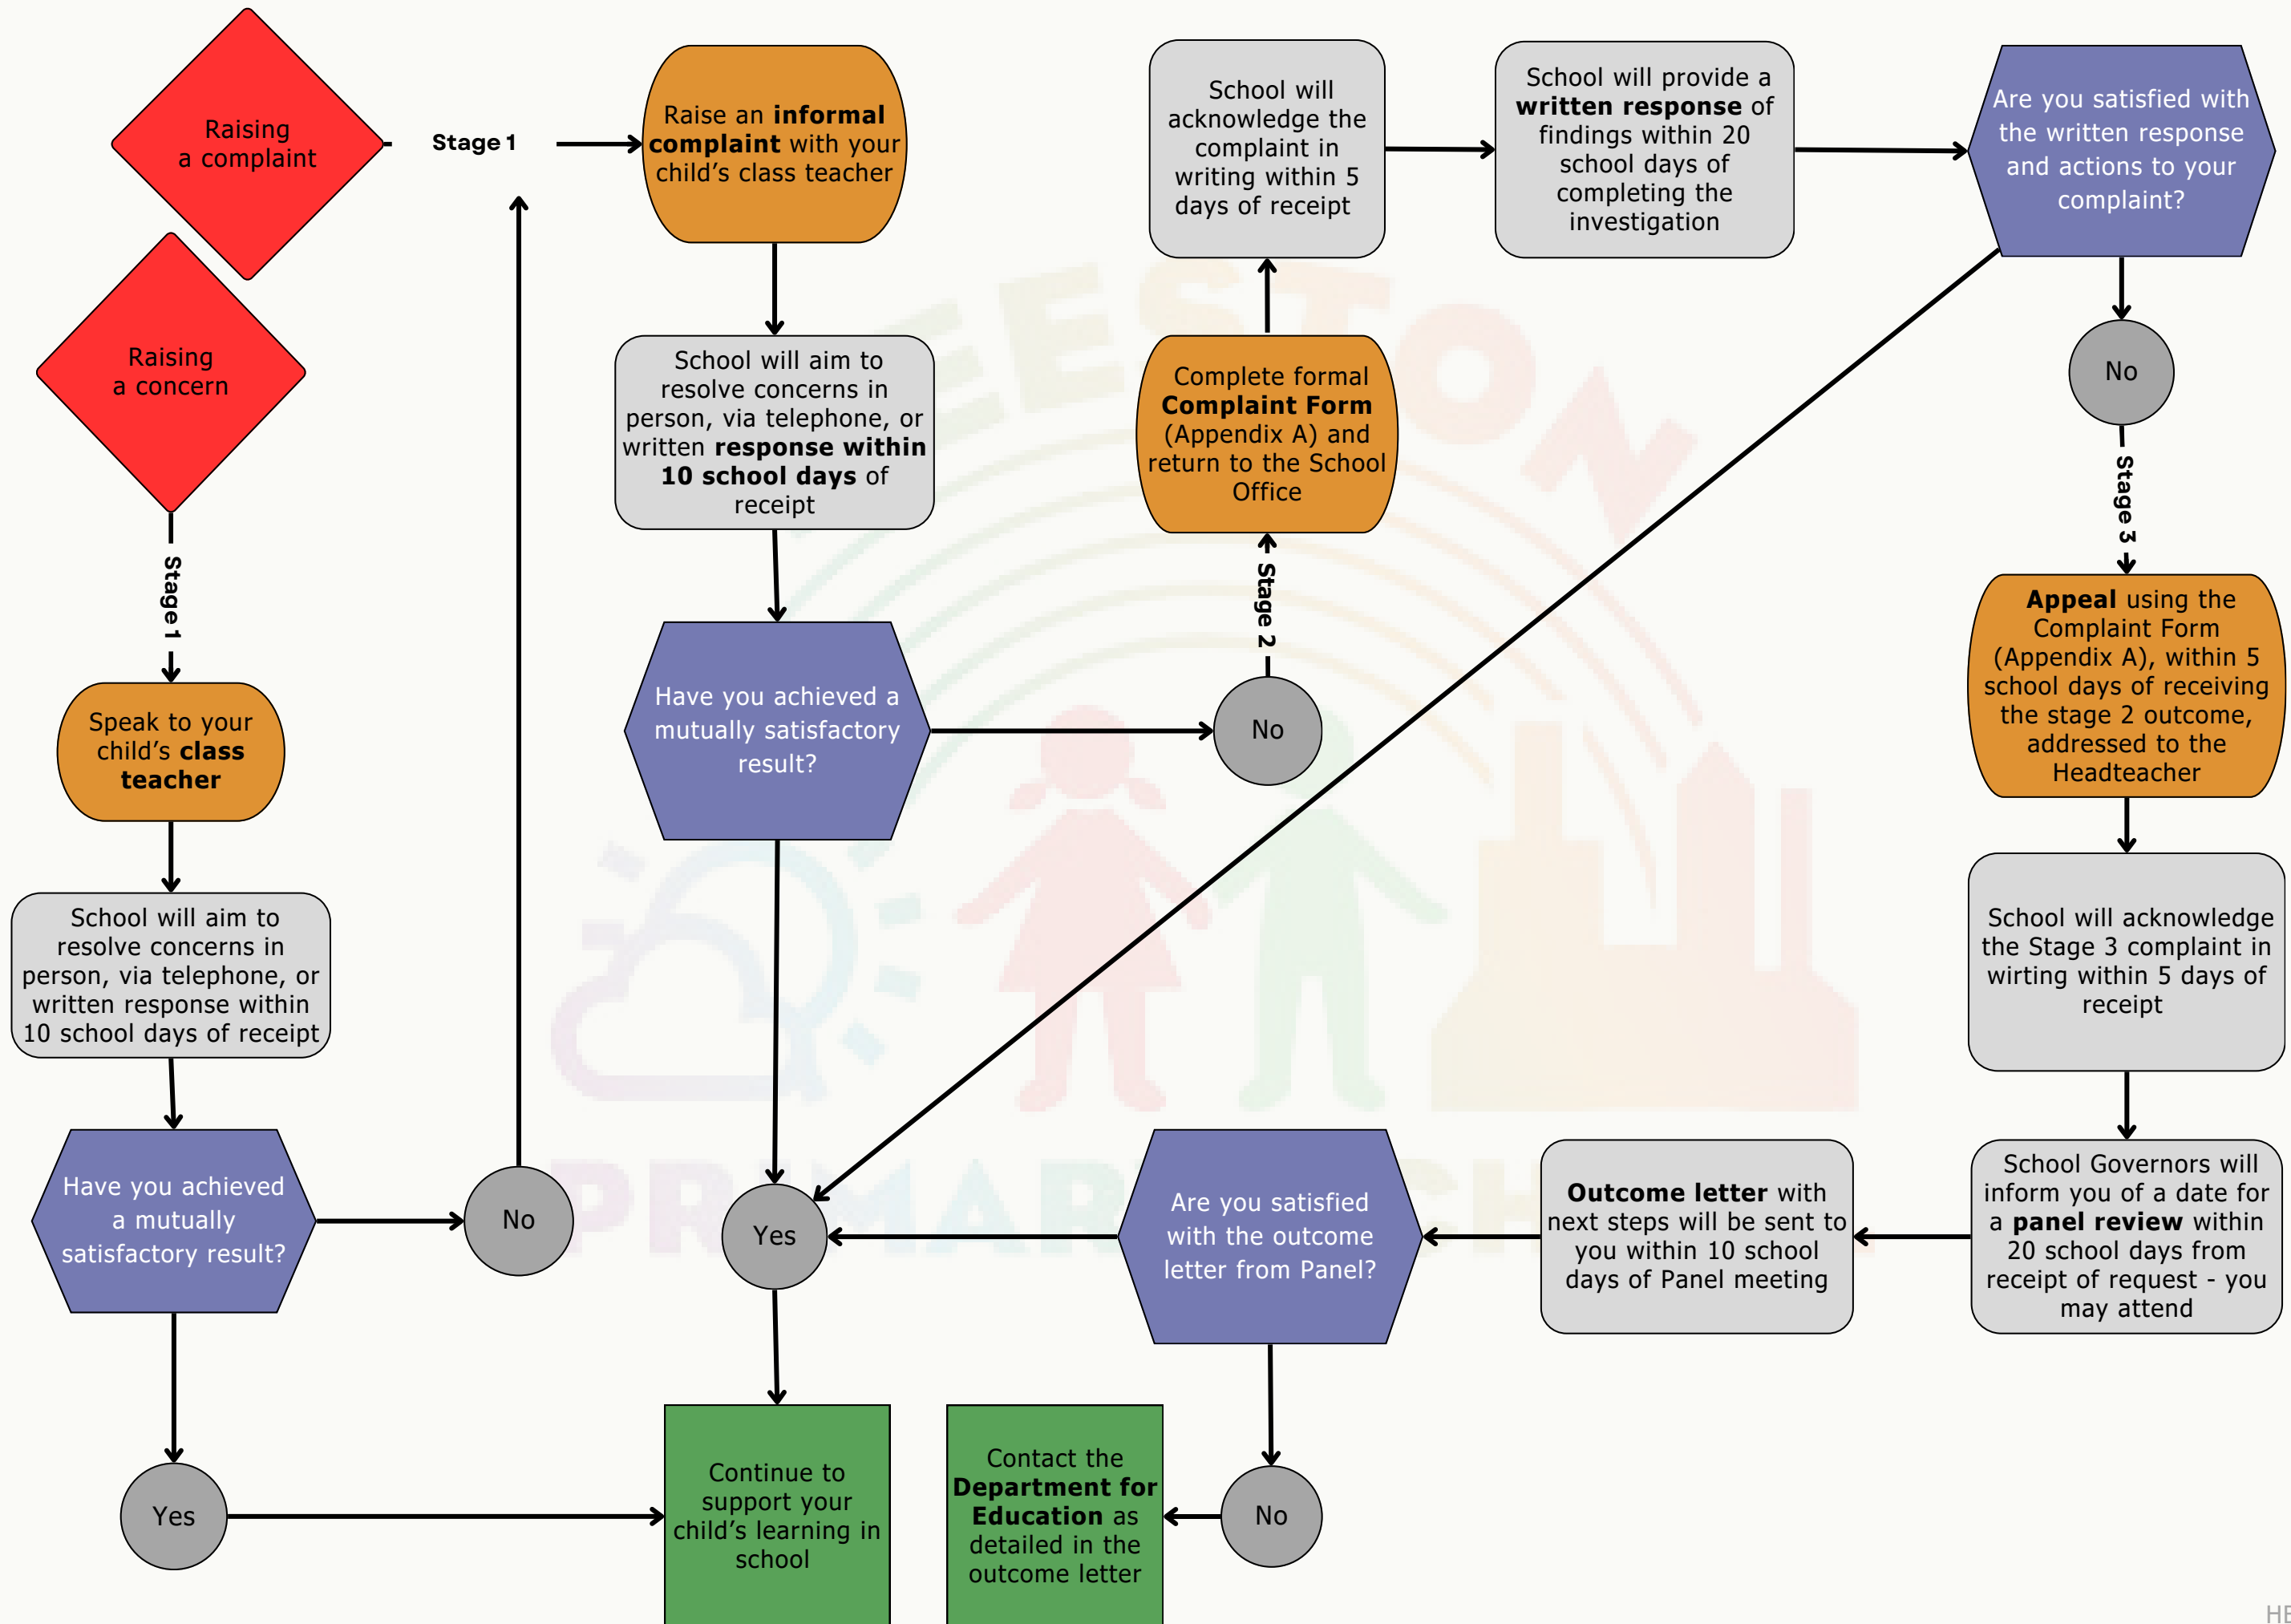 Raising
a complaint
Stage 1
Raise an informal
complaint with your
child's class teacher
School will
acknowledge the
complaint in
writing within 5
days of receipt
School will provide a
written response of
findings within 20
school days of
completing the
investigation
Are you satisfied with
the written response
and actions to your
complaint?
Raising
a concern
Stage 1
School will aim to
resolve concerns in
person, via telephone, or
written response within
10 school days of
receipt
Complete formal
Complaint Form
(Appendix A) and
return to the School
Office
No
Stage 3
Stage 2
Speak to your
child's class
teacher
Have you achieved a
mutually satisfactory
result?
No
Appeal using the
Complaint Form
(Appendix A), within 5
school days of receiving
the stage 2 outcome,
addressed to the
Headteacher
School will aim to
resolve concerns in
person, via telephone, or
written response within
10 school days of receipt
School will acknowledge
the Stage 3 complaint in
wirting within 5 days of
receipt
Have you achieved
a mutually
satisfactory result?
No
Yes
Are you satisfied
with the outcome
letter from Panel?
Outcome letter with
next steps will be sent to
you within 10 school
days of Panel meeting
School Governors will
inform you of a date for
a panel review within
20 school days from
receipt of request - you
may attend
Yes
Continue to
support your
child's learning in
school
Contact the
Department for
Education as
detailed in the
outcome letter
No
EESTON
PRIMAR